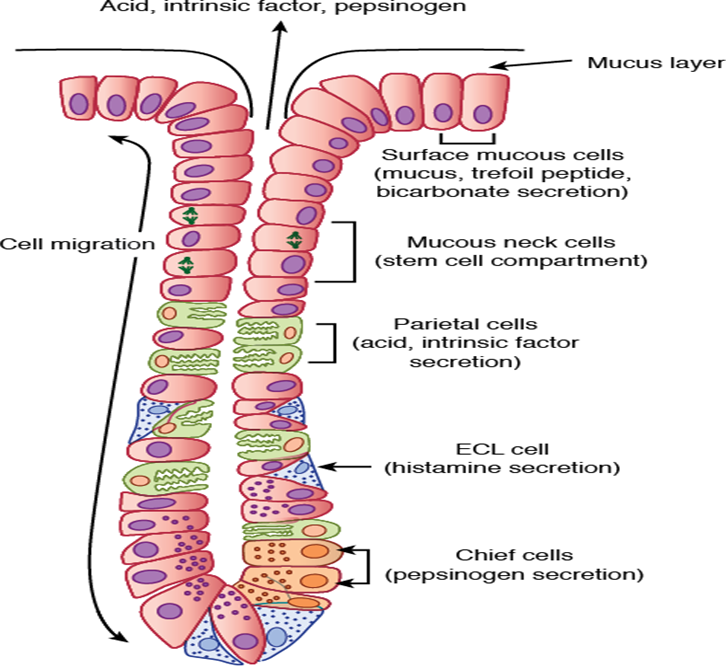 Acid, intrinsic factor, pepsinogen
Mucus layer
Surface mucous cells
(mucus, trefoil peptide,
bicarbonate secretion)
Cell migration
Mucous neck cells
(stem cell compartment)
Parietal cells
(acid, intrinsic factor
secretion)
ECL cell
(histamine secretion)
Chief cells
(pepsinogen secretion)